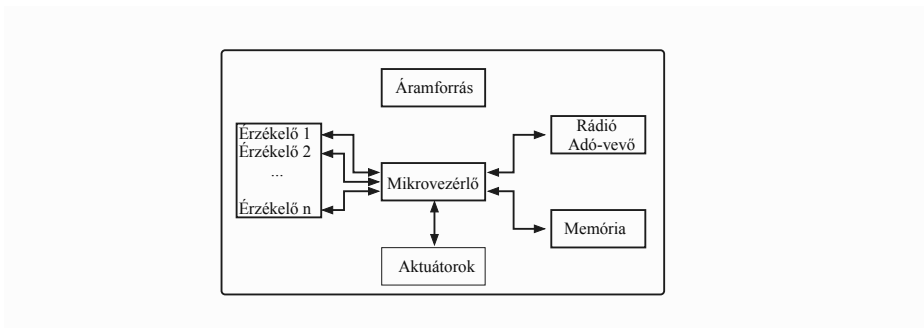 Áramforrás
Érzékelő 1
Érzékelő 2
...
Érzékelő n
Mikrovezérlő
Rádió
Adó-vevő
Memória
Aktuátorok